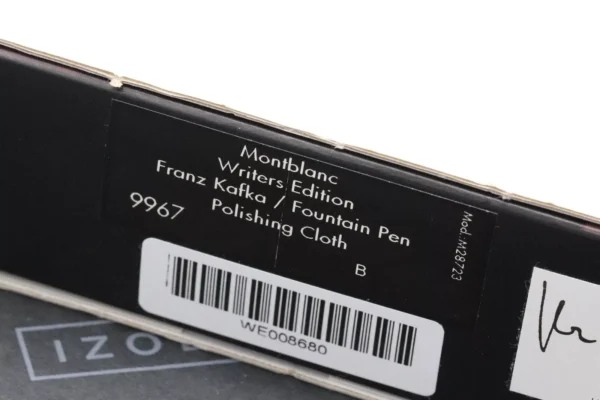 Montblanc
Writers Edition
Franz Kafka / Fountain Pen
9967 Polishing Cloth
B
Mod.:M28723
WE008680